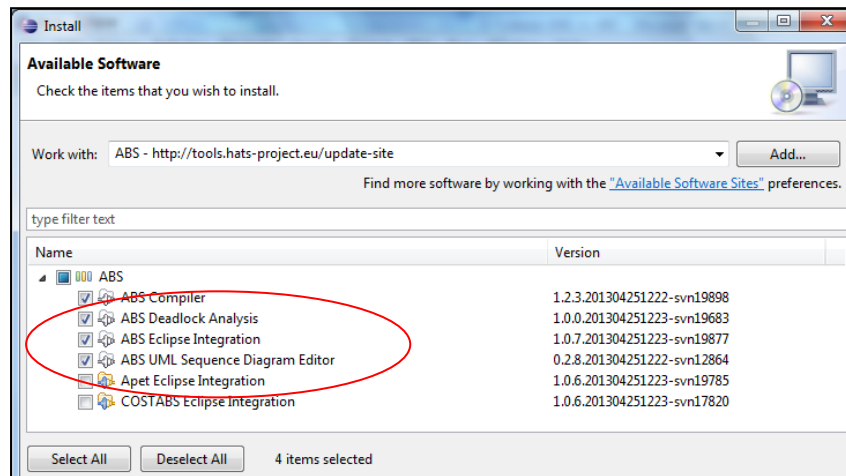 Install
Available Software
Check the items that you wish to install.
Work with: ABS - http://tools.hats-project.eu/update-site Add...
Find more software by working with the "Available Software Sites" preferences.
type filter text
Name Version
ABS
ABS Compiler 1.2.3.201304251222-svn19898
ABS Deadlock Analysis 1.0.0.201304251223-svn19683
ABS Eclipse Integration 1.0.7.201304251223-svn19877
ABS UML Sequence Diagram Editor 0.2.8.201304251222-svn12864
Apet Eclipse Integration 1.0.6.201304251223-svn19785
COSTABS Eclipse Integration 1.0.6.201304251223-svn17820
Select All Deselect All 4 items selected